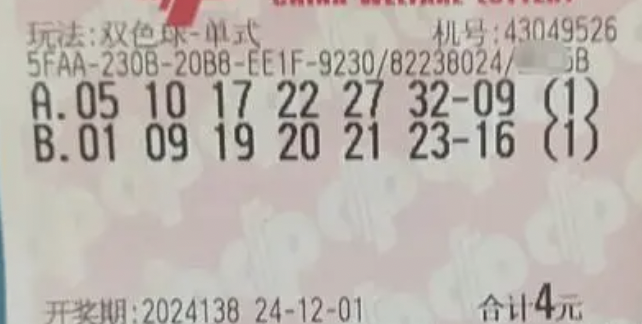 玩法:双色球-单式 机号:43049526
5FAA-230B-20B8-EE1F-9230/82238024/
A.05 10 17 22 27 32-09 (1)
B.01 09 19 20 21 23-16 (1)
开奖期:2024138 24-12-01 合计4元